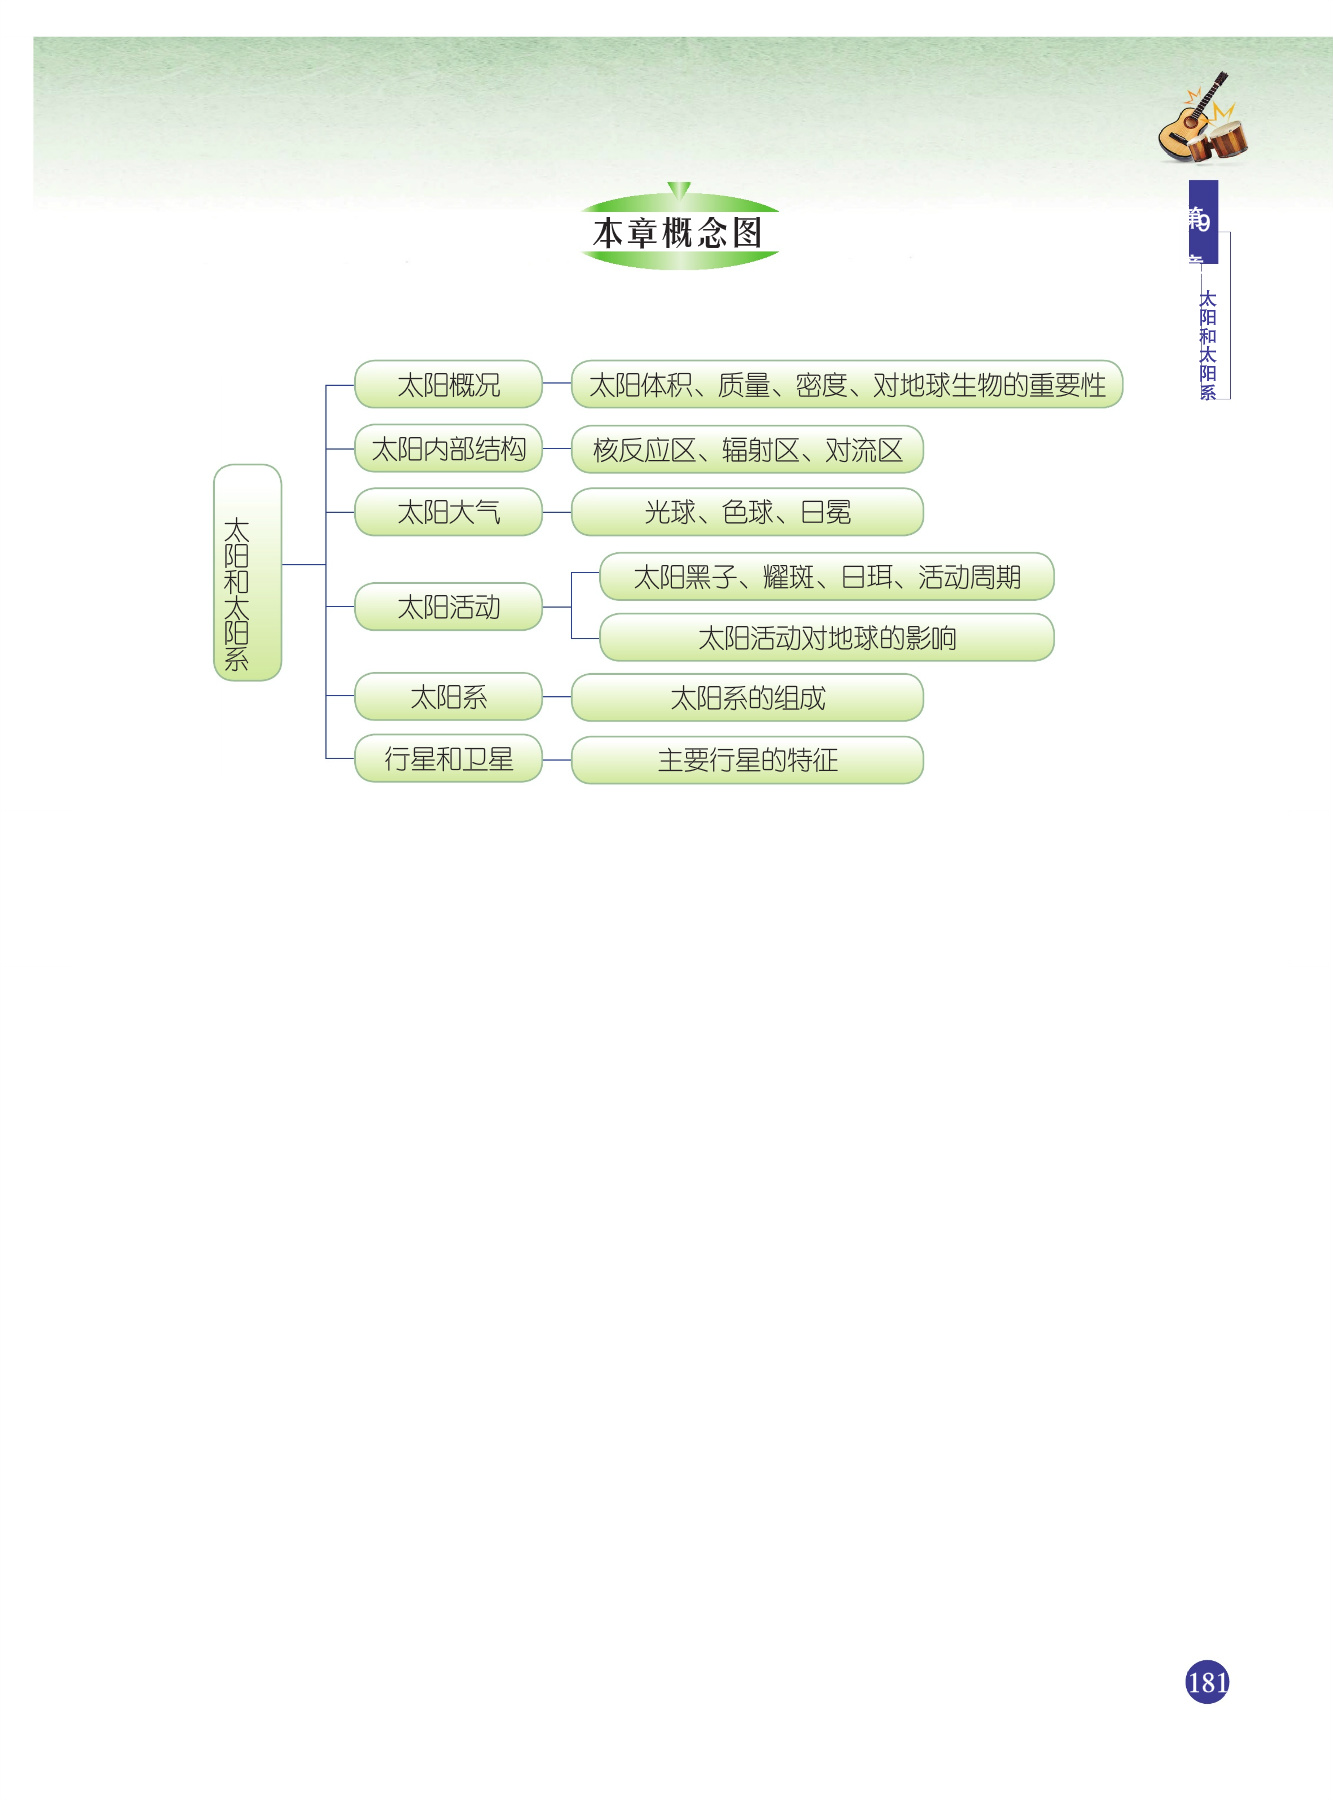 本章概念图
第9章
太阳和太阳系
太阳和太阳系
太阳概况
太阳体积、质量、密度、对地球生物的重要性
太阳内部结构
核反应区、辐射区、对流区
太阳大气
光球、色球、日冕
太阳活动
太阳黑子、耀斑、日珥、活动周期
太阳活动对地球的影响
太阳系
太阳系的组成
行星和卫星
主要行星的特征
181